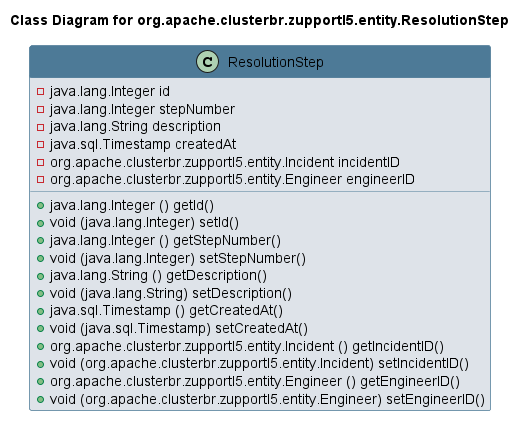 Class Diagram for org.apache.clusterbr.zupportl5.entity.ResolutionStep
C ResolutionStep
java.lang.Integer id
java.lang.Integer stepNumber
java.lang.String description
java.sql.Timestamp createdAt
org.apache.clusterbr.zupportl5.entity.Incident incidentID
org.apache.clusterbr.zupportl5.entity.Engineer engineerID
java.lang.Integer () getId()
void (java.lang.Integer) setId()
java.lang.Integer () getStepNumber()
void (java.lang.Integer) setStepNumber()
java.lang.String () getDescription()
void (java.lang.String) setDescription()
java.sql.Timestamp () getCreatedAt()
void (java.sql.Timestamp) setCreatedAt()
org.apache.clusterbr.zupportl5.entity.Incident () getIncidentID()
void (org.apache.clusterbr.zupportl5.entity.Incident) setIncidentID()
org.apache.clusterbr.zupportl5.entity.Engineer () getEngineerID()
void (org.apache.clusterbr.zupportl5.entity.Engineer) setEngineerID()